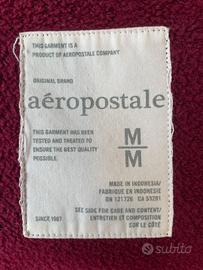 THIS GARMENT IS A
PRODUCT OF AEROPOSTALE COMPANY
ORIGINAL BRAND
aéropostale
THIS GARMENT HAS BEEN
TESTED AND TREATED TO
ENSURE THE BEST QUALITY
POSSIBLE.
M
M
MADE IN INDONESIA/
FABRIQUE EN INDONESIE
RN 121726 CA 55281
SEE SIDE FOR CARE AND CONTENT/
ENTRETIEN ET COMPOSITION
SUR LE CÔTÉ
SINCE 1987
subito